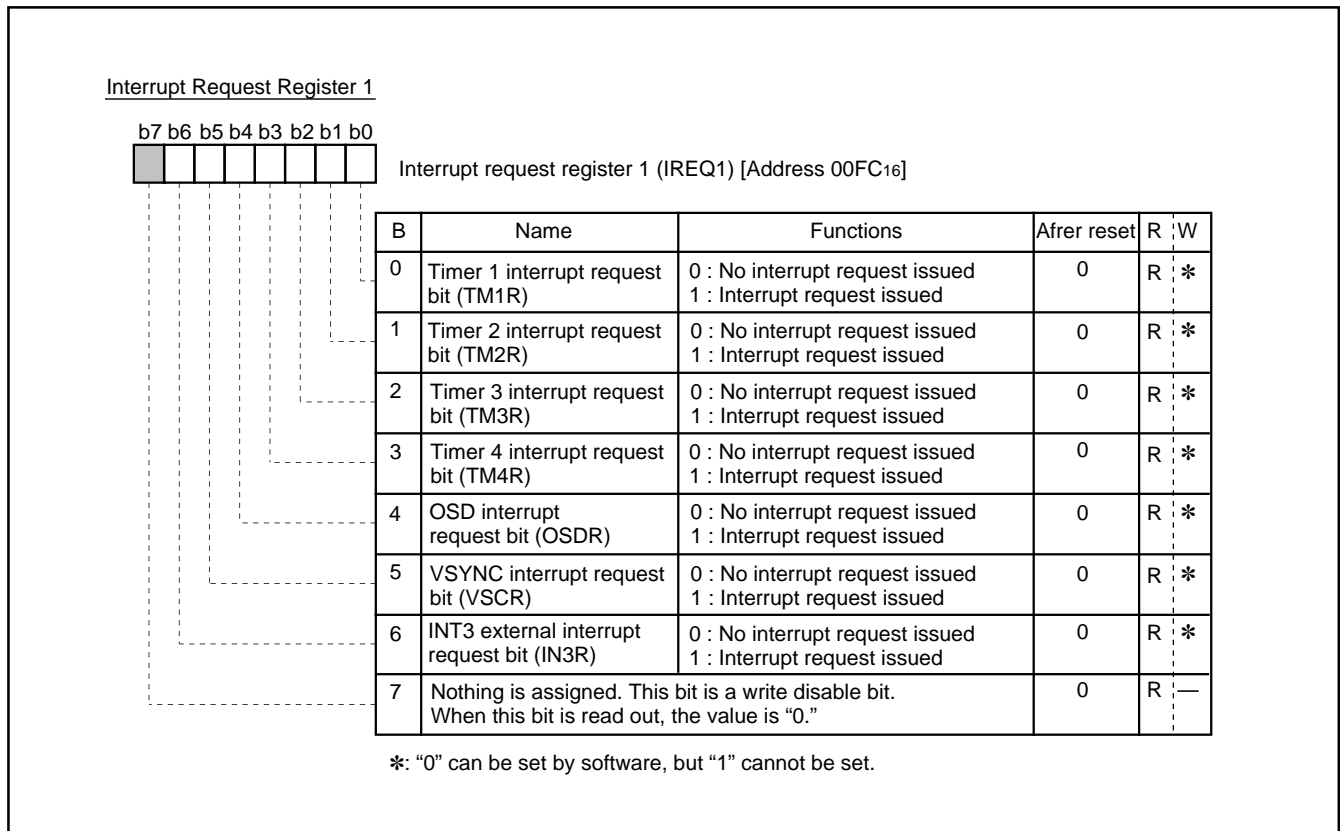 Interrupt Request Register 1
b7 b6 b5 b4 b3 b2 b1 b0
Interrupt request register 1 (IREQ1) [Address 00FC16]
B Name Functions Afrer reset R W
0 Timer 1 interrupt request bit (TM1R) 0 : No interrupt request issued 1 : Interrupt request issued 0 R ✻
1 Timer 2 interrupt request bit (TM2R) 0 : No interrupt request issued 1 : Interrupt request issued 0 R ✻
2 Timer 3 interrupt request bit (TM3R) 0 : No interrupt request issued 1 : Interrupt request issued 0 R ✻
3 Timer 4 interrupt request bit (TM4R) 0 : No interrupt request issued 1 : Interrupt request issued 0 R ✻
4 OSD interrupt request bit (OSDR) 0 : No interrupt request issued 1 : Interrupt request issued 0 R ✻
5 VSYNC interrupt request bit (VSCR) 0 : No interrupt request issued 1 : Interrupt request issued 0 R ✻
6 INT3 external interrupt request bit (IN3R) 0 : No interrupt request issued 1 : Interrupt request issued 0 R ✻
7 Nothing is assigned. This bit is a write disable bit. When this bit is read out, the value is “0.” 0 R —
✻: “0” can be set by software, but “1” cannot be set.